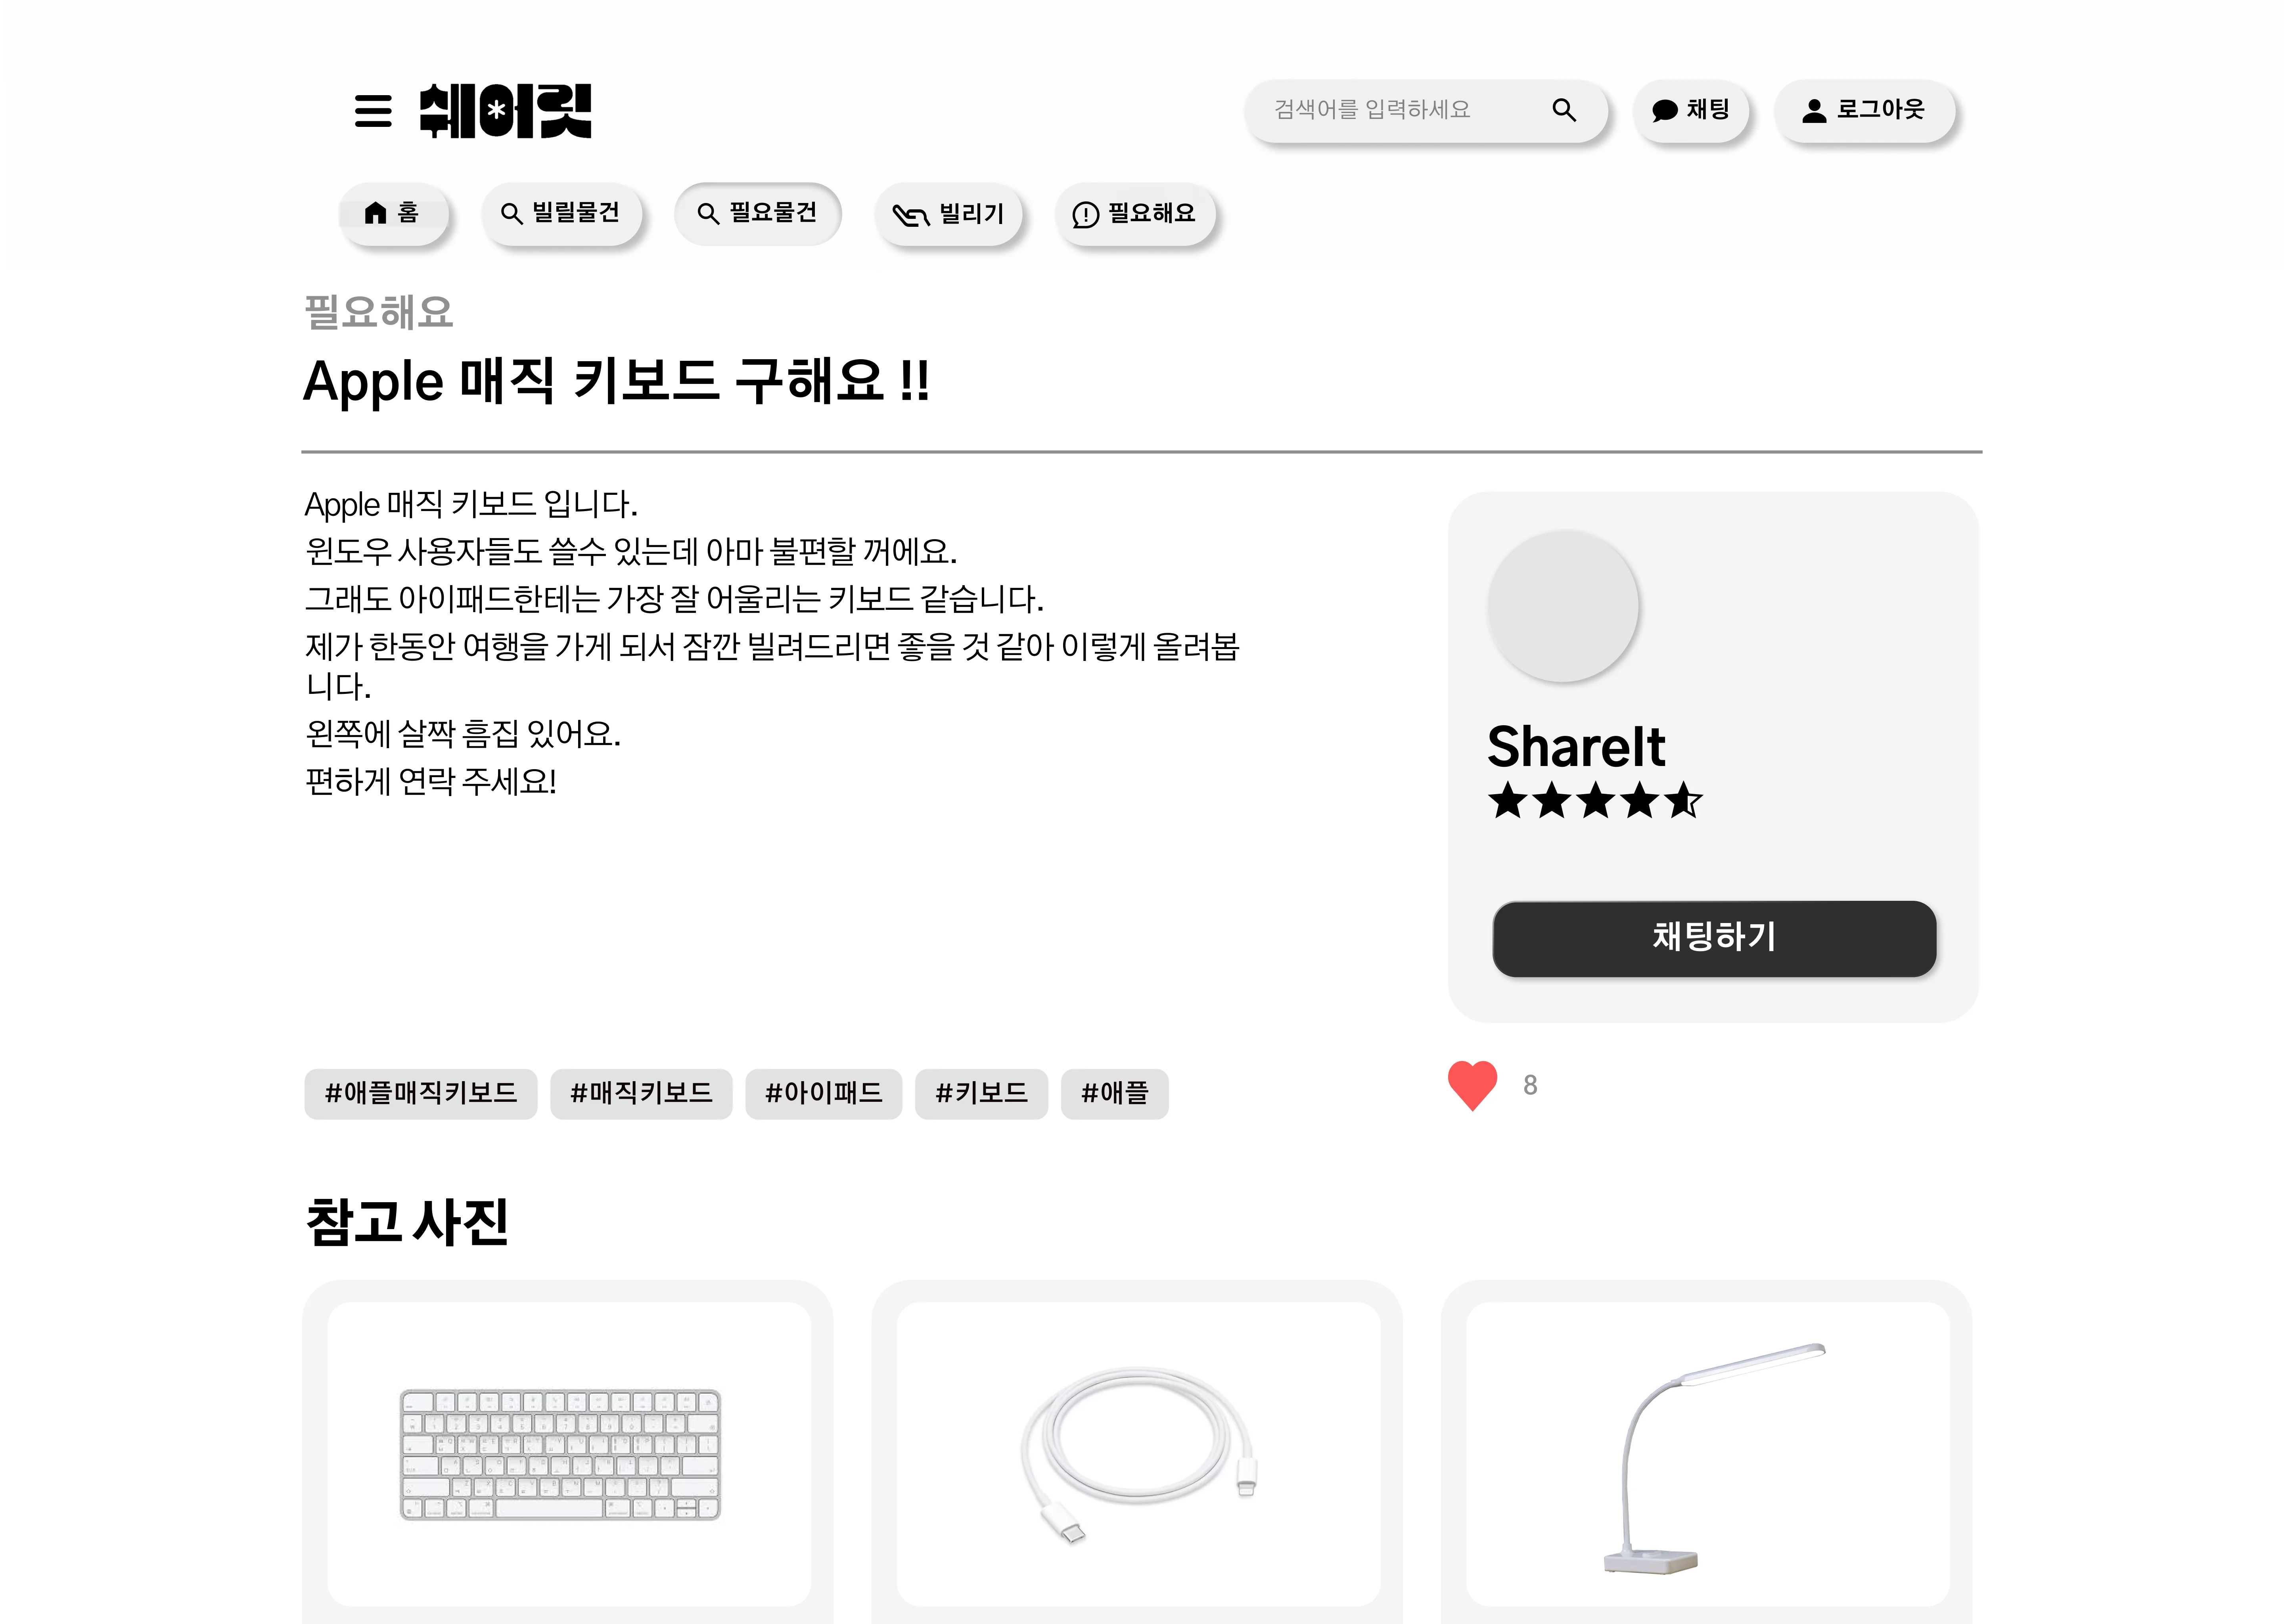 쉐어릿
검색어를 입력하세요
채팅
로그아웃
홈
빌릴물건
필요물건
빌리기
필요해요
필요해요
Apple 매직 키보드 구해요 !!
Apple 매직 키보드 입니다.
윈도우 사용자들도 쓸수 있는데 아마 불편할 꺼에요.
그래도 아이패드한테는 가장 잘 어울리는 키보드 같습니다.
제가 한동안 여행을 가게 되서 잠깐 빌려드리면 좋을 것 같아 이렇게 올려봅
니다.
왼쪽에 살짝 흠집 있어요.
편하게 연락 주세요!
ShareIt
채팅하기
#애플매직키보드
#매직키보드
#아이패드
#키보드
#애플
8
참고 사진